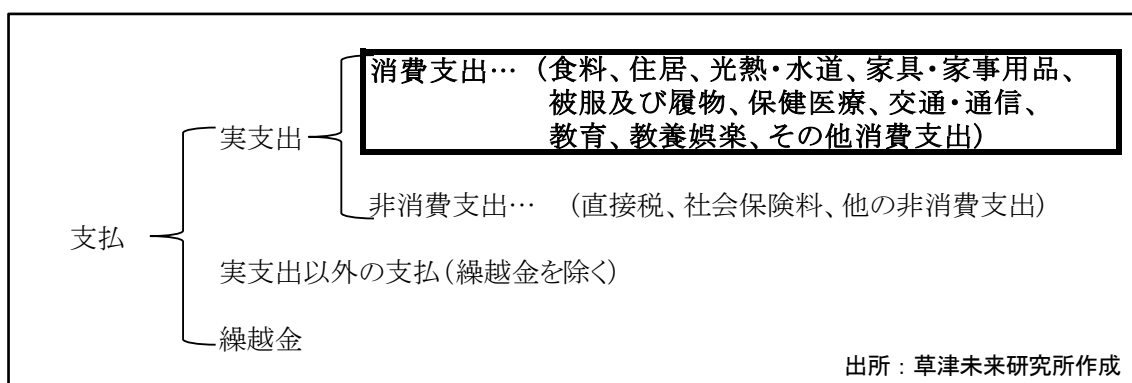 消費支出…（食料、住居、光熱・水道、家具・家事用品、
被服及び履物、保健医療、交通・通信、
教育、教養娯楽、その他消費支出）
実支出
非消費支出…（直接税、社会保険料、他の非消費支出）
支払
実支出以外の支払（繰越金を除く）
繰越金
出所：草津未来研究所作成